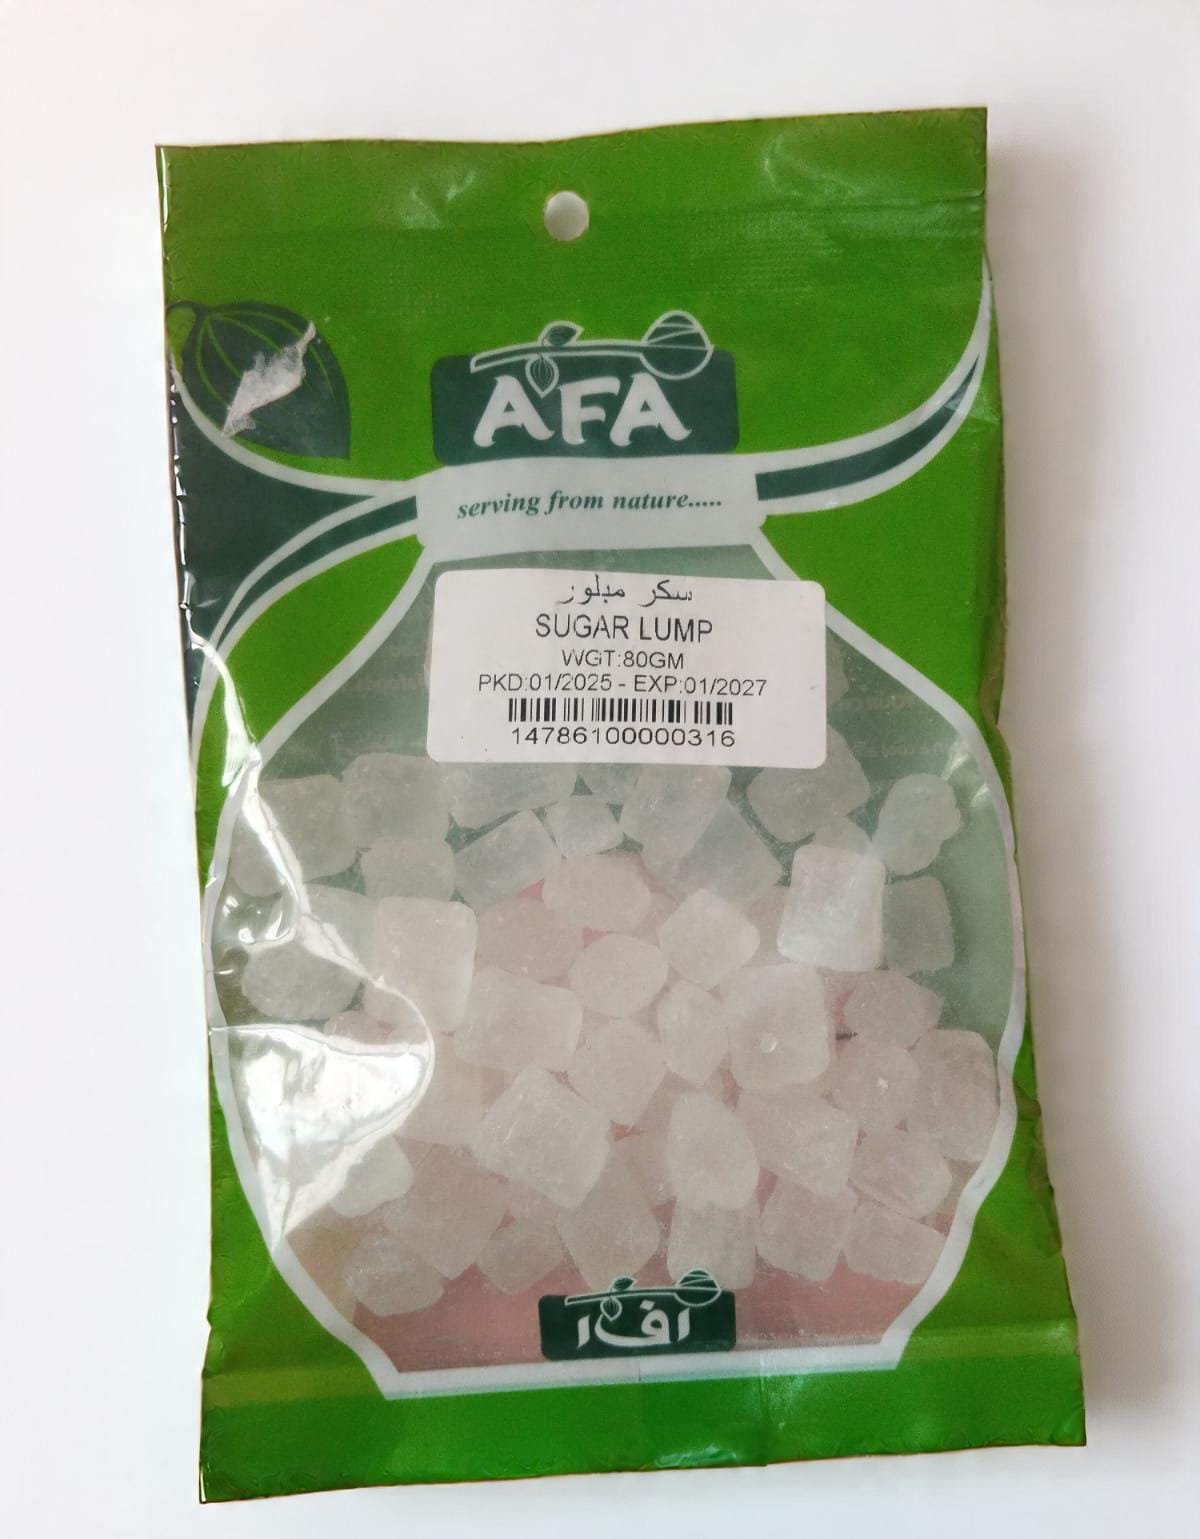 AFA
serving from nature.....
سكر مبلور
SUGAR LUMP
WGT:80GM
PKD:01/2025 - EXP:01/2027
14786100000316
افا